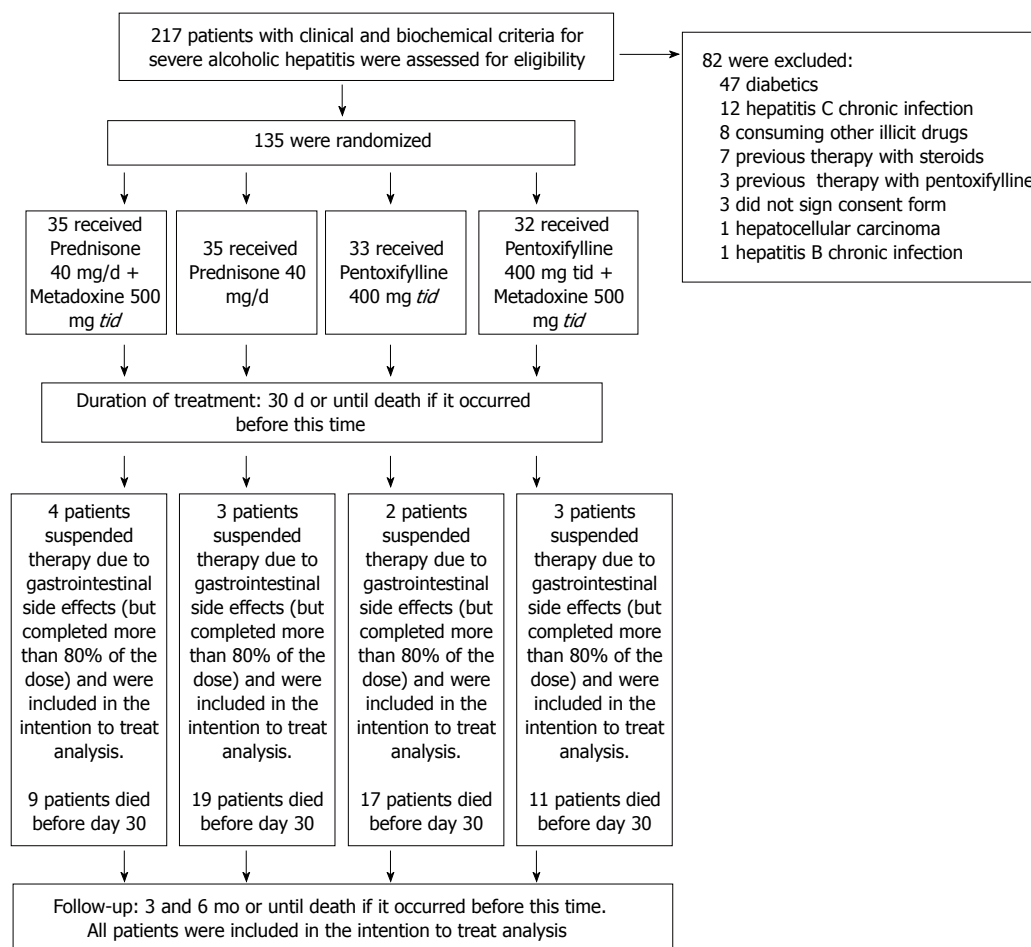 217 patients with clinical and biochemical criteria for
severe alcoholic hepatitis were assessed for eligibility
82 were excluded:
47 diabetics
12 hepatitis C chronic infection
8 consuming other illicit drugs
7 previous therapy with steroids
3 previous therapy with pentoxifylline
3 did not sign consent form
1 hepatocellular carcinoma
1 hepatitis B chronic infection
135 were randomized
35 received
Prednisone
40 mg/d +
Metadoxine 500
mg tid
35 received
Prednisone 40
mg/d
33 received
Pentoxifylline
400 mg tid
32 received
Pentoxifylline
400 mg tid +
Metadoxine 500
mg tid
Duration of treatment: 30 d or until death if it occurred
before this time
4 patients
suspended
therapy due to
gastrointestinal
side effects (but
completed more
than 80% of the
dose) and were
included in the
intention to treat
analysis.
9 patients died
before day 30
3 patients
suspended
therapy due to
gastrointestinal
side effects (but
completed more
than 80% of the
dose) and were
included in the
intention to treat
analysis.
19 patients died
before day 30
2 patients
suspended
therapy due to
gastrointestinal
side effects (but
completed more
than 80% of the
dose) and were
included in the
intention to treat
analysis.
17 patients died
before day 30
3 patients
suspended
therapy due to
gastrointestinal
side effects (but
completed more
than 80% of the
dose) and were
included in the
intention to treat
analysis.
11 patients died
before day 30
Follow-up: 3 and 6 mo or until death if it occurred before this time.
All patients were included in the intention to treat analysis